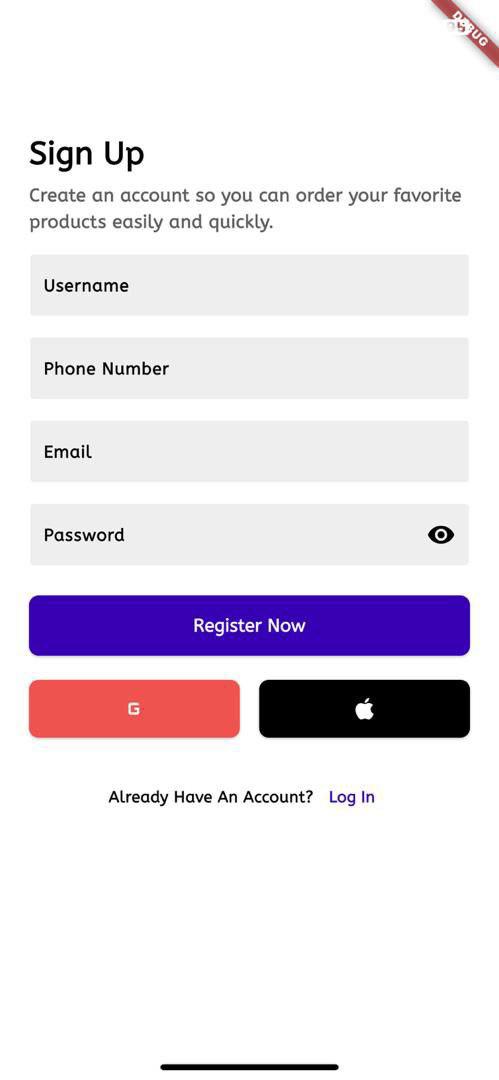 DEBUG
Sign Up
Create an account so you can order your favorite
products easily and quickly.
Username
Phone Number
Email
Password
Register Now
G
Already Have An Account? Log In